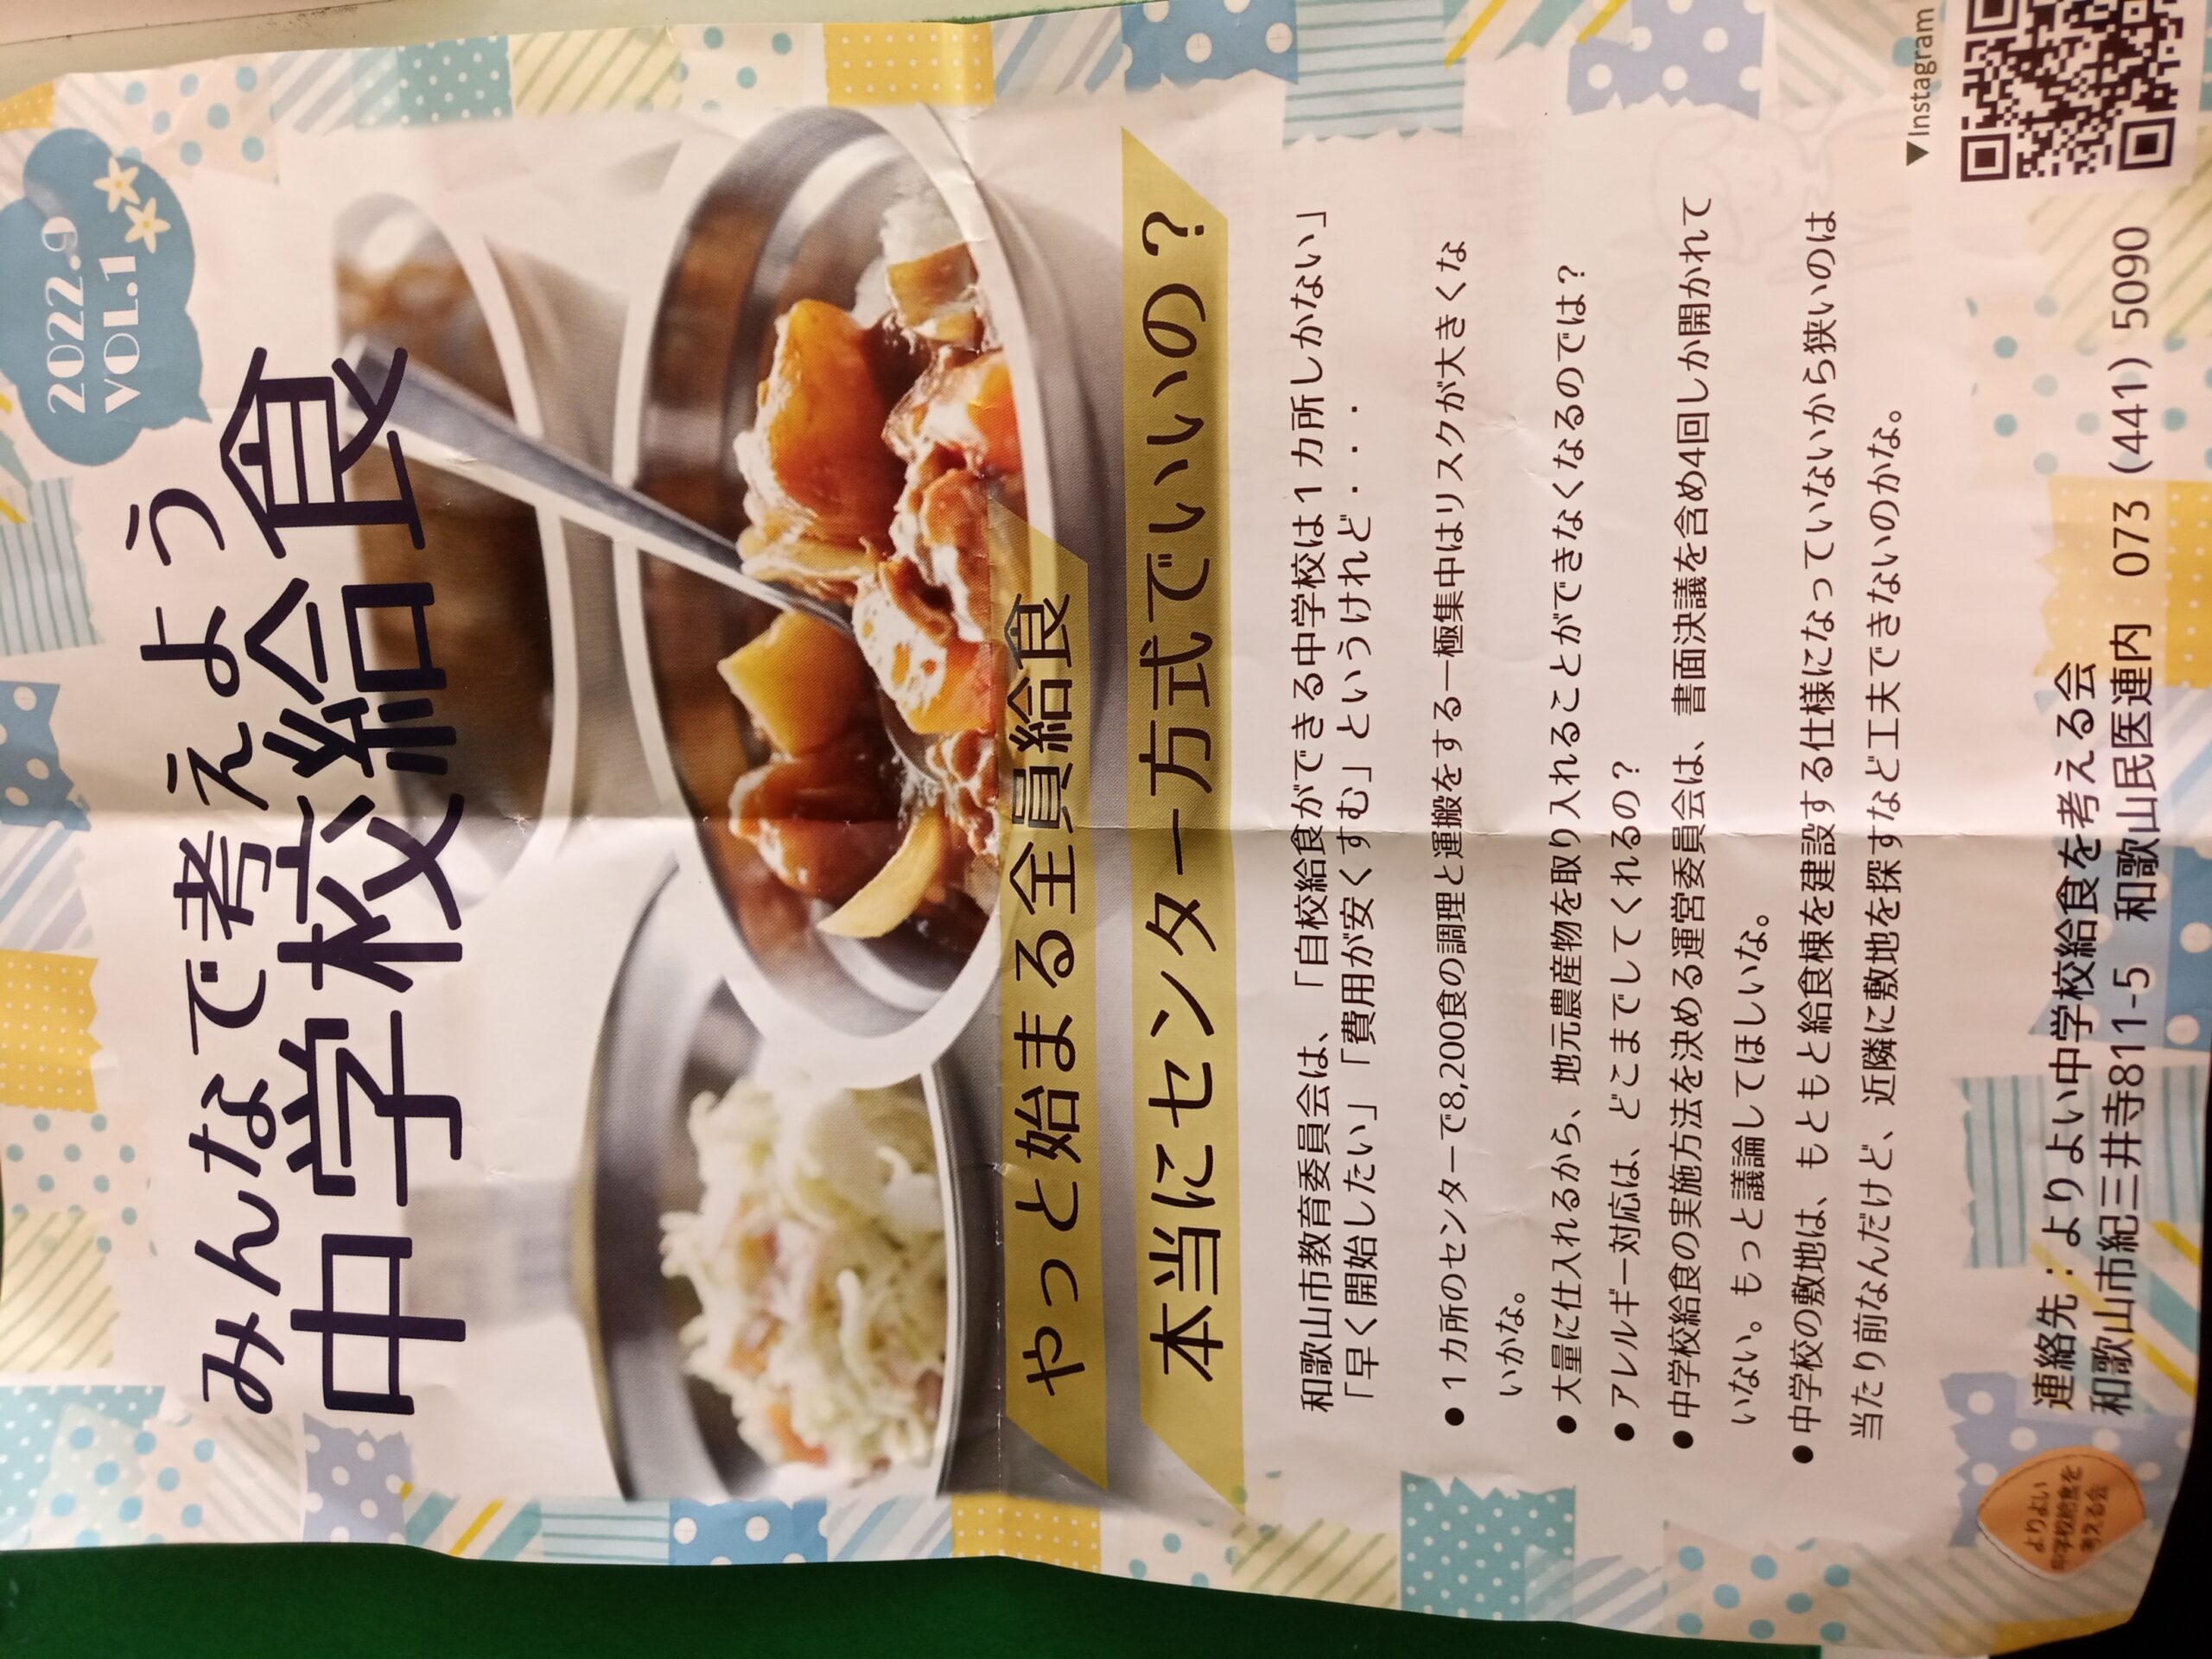 2022.9
VOL.1
みんなで考えよう
中学校給食
やっと始まる全員給食
本当にセンター方式でいいの？
和歌山市教育委員会は、「自校給食ができる中学校は１カ所しかない」
「早く開始したい」「費用が安くすむ」というけれど・・・
●１カ所のセンターで8,200食の調理と運搬をする一極集中はリスクが大きくな
いかな。
●大量に仕入れるから、地元農産物を取り入れることができなくなるのでは？
●アレルギー対応は、どこまでしてくれるの？
●中学校給食の実施方法を決める運営委員会は、書面決議を含め4回しか開かれて
いない。もっと議論してほしいな。
●中学校の敷地は、もともと給食棟を建設する仕様になっていないから狭いのは
当たり前なんだけど、近隣に敷地を探すなど工夫できないのかな。
▼Instagram
よりよい
中学校給食を
考える会
連絡先：よりよい中学校給食を考える会
和歌山市紀三井寺811-5　和歌山民医連内　073（441）5090